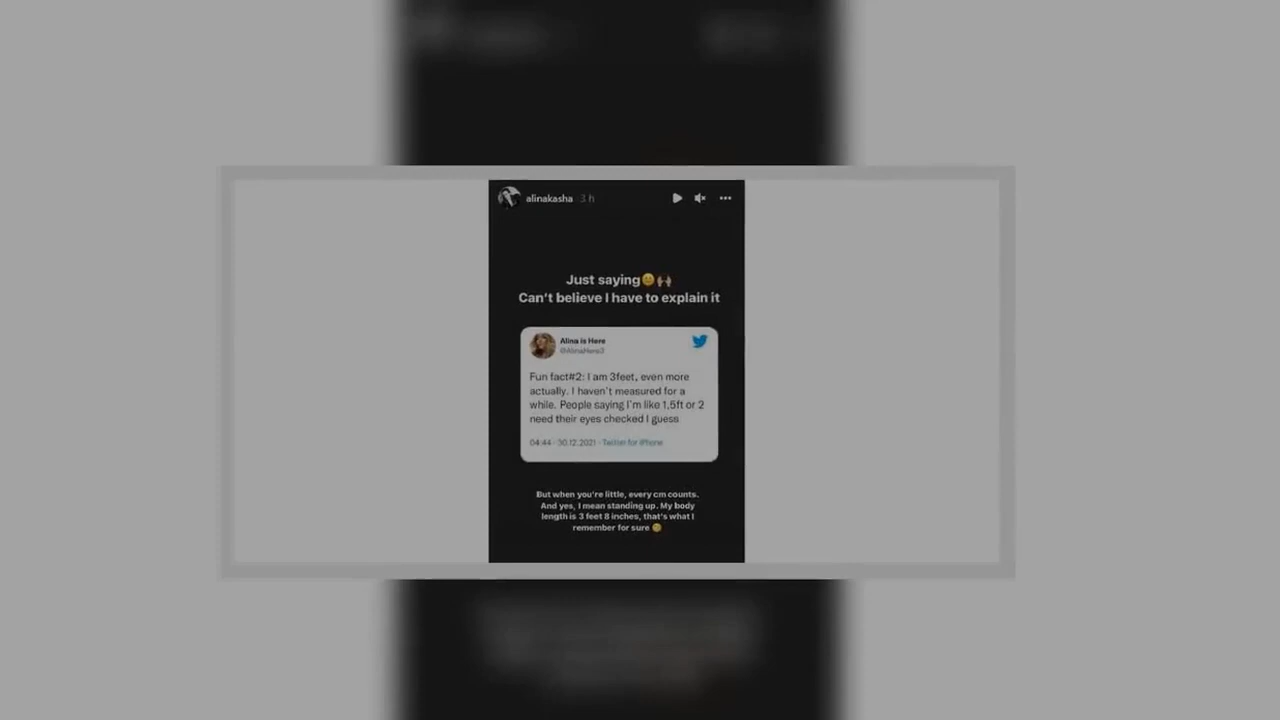 alinakasha 3 h
Just saying🙂🙌🏼
Can't believe I have to explain it
Alina is Here
@AlinaHere3
Fun fact#2: I am 3feet, even more
actually. I haven't measured for a
while. People saying I'm like 1,5ft or 2
need their eyes checked I guess
04:44 · 30.12.2021 · Twitter for iPhone
But when you're little, every cm counts.
And yes, I mean standing up. My body
length is 3 feet 8 inches, that's what I
remember for sure 😊